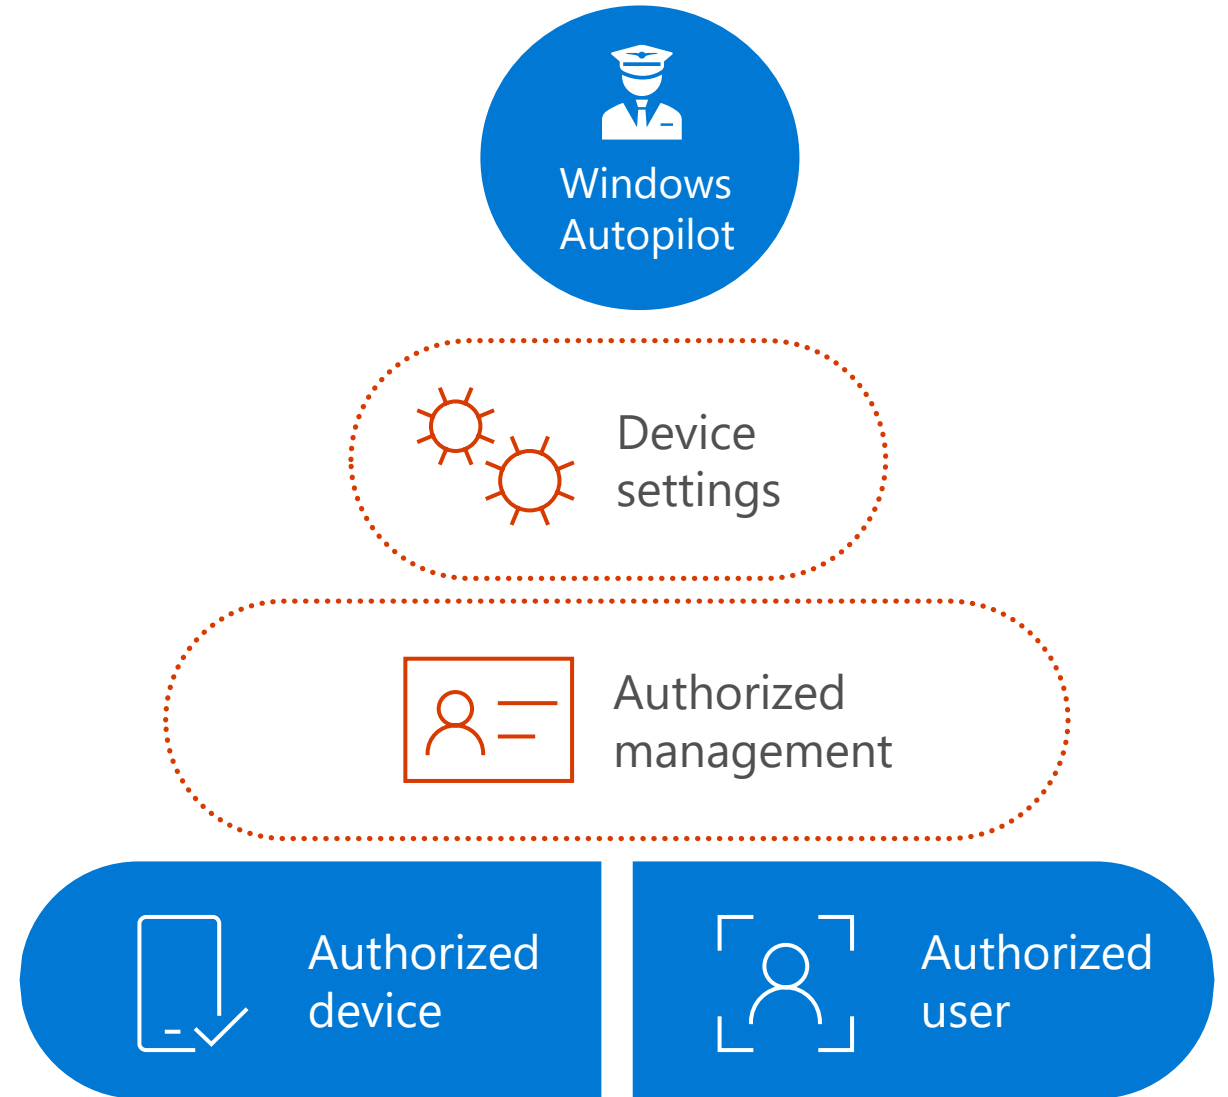 Windows
Autopilot
Device
settings
Authorized
management
Authorized
device
Authorized
user